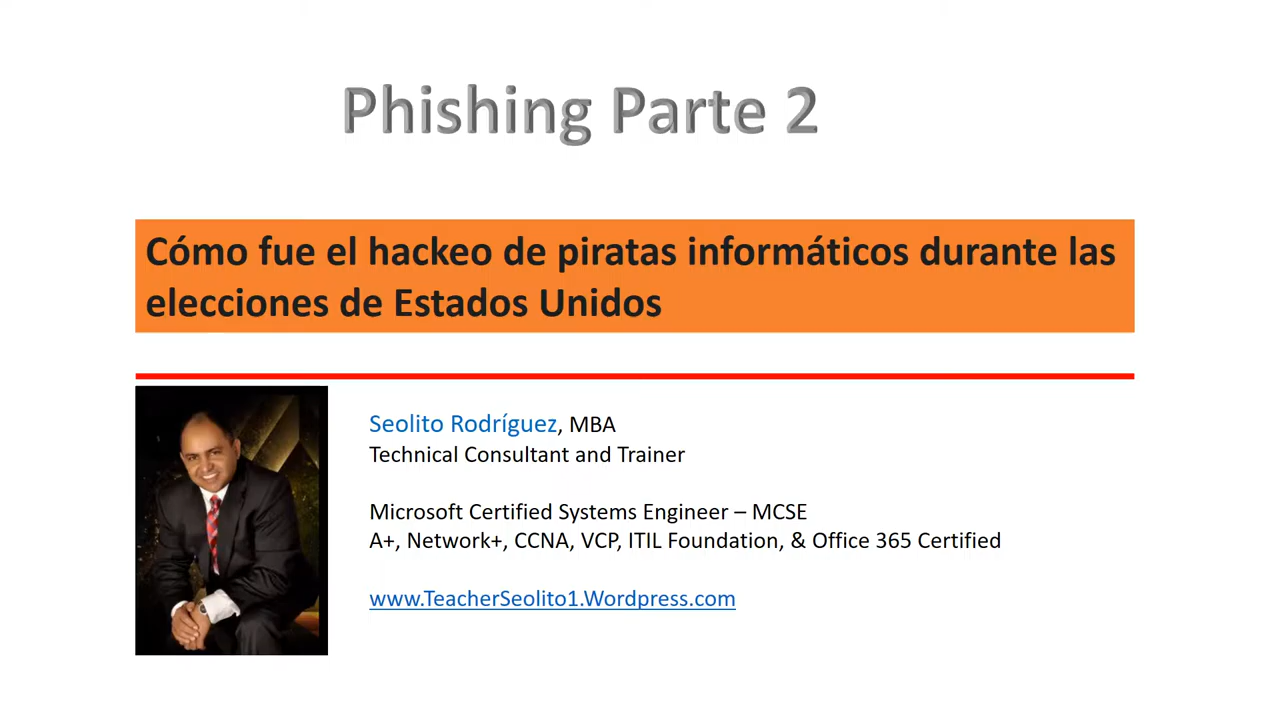 Phishing Parte 2
Cómo fue el hackeo de piratas informáticos durante las
elecciones de Estados Unidos
Seolito Rodríguez, MBA
Technical Consultant and Trainer
Microsoft Certified Systems Engineer – MCSE
A+, Network+, CCNA, VCP, ITIL Foundation, & Office 365 Certified
www.TeacherSeolito1.Wordpress.com